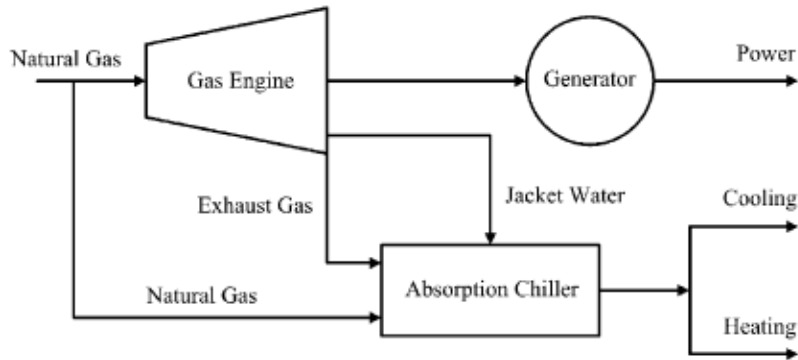 Natural Gas
Gas Engine
Generator
Power
Exhaust Gas
Jacket Water
Cooling
Natural Gas
Absorption Chiller
Heating